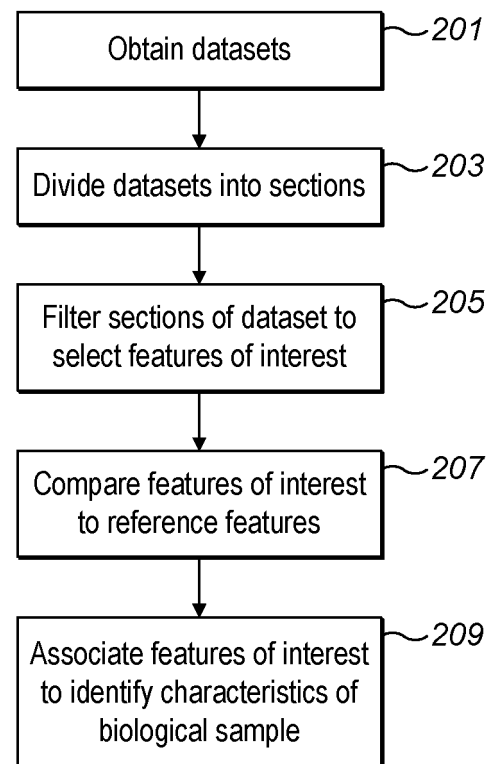 Obtain datasets
201
Divide datasets into sections
203
Filter sections of dataset to
select features of interest
205
Compare features of interest
to reference features
207
Associate features of interest
to identify characteristics of
biological sample
209